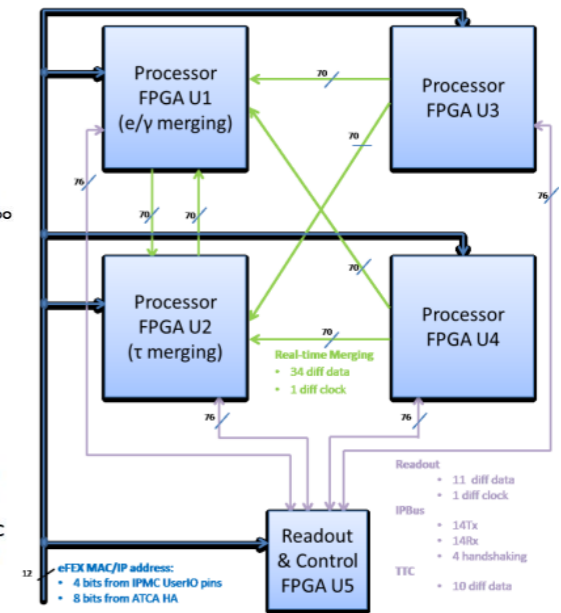 Processor
FPGA U1
(e/γ merging)
70
Processor
FPGA U3
70
76
70
70
76
Processor
FPGA U2
(τ merging)
70
Processor
FPGA U4
70
Real-time Merging
• 34 diff data
• 1 diff clock
76
76
Readout
• 11 diff data
• 1 diff clock
IPBus
• 14Tx
• 14Rx
• 4 handshaking
TTC
• 10 diff data
Readout
& Control
FPGA U5
12
eFEX MAC/IP address:
• 4 bits from IPMC UserIO pins
• 8 bits from ATCA HA